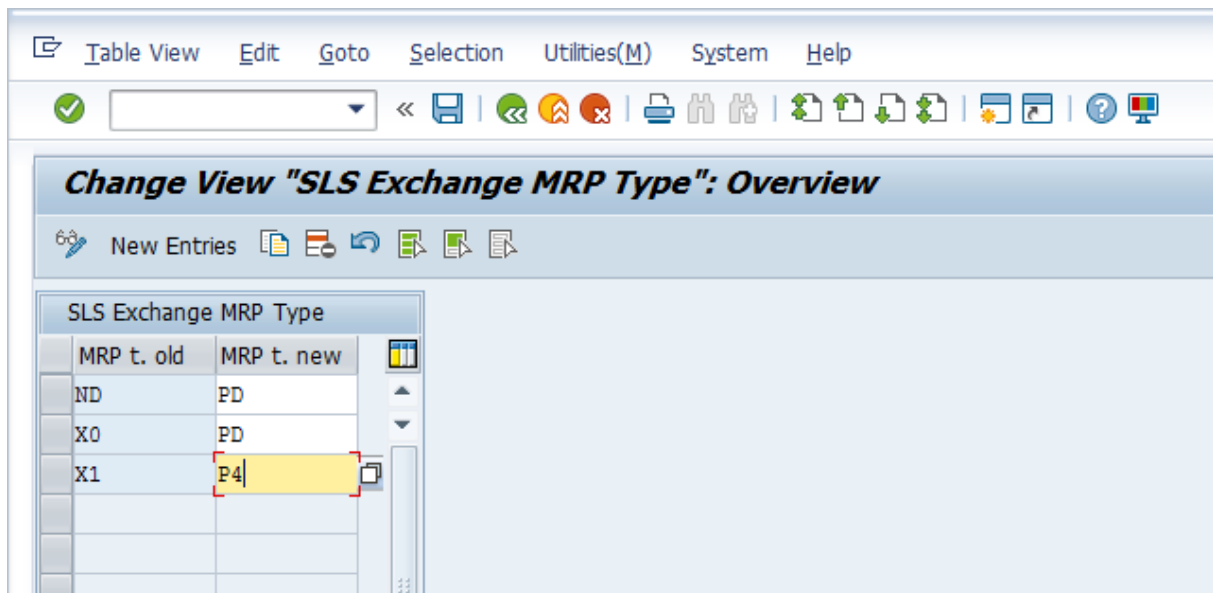 Table View Edit Goto Selection Utilities(M) System Help
Change View "SLS Exchange MRP Type": Overview
New Entries
SLS Exchange MRP Type
MRP t. old MRP t. new
ND PD
X0 PD
X1 P4